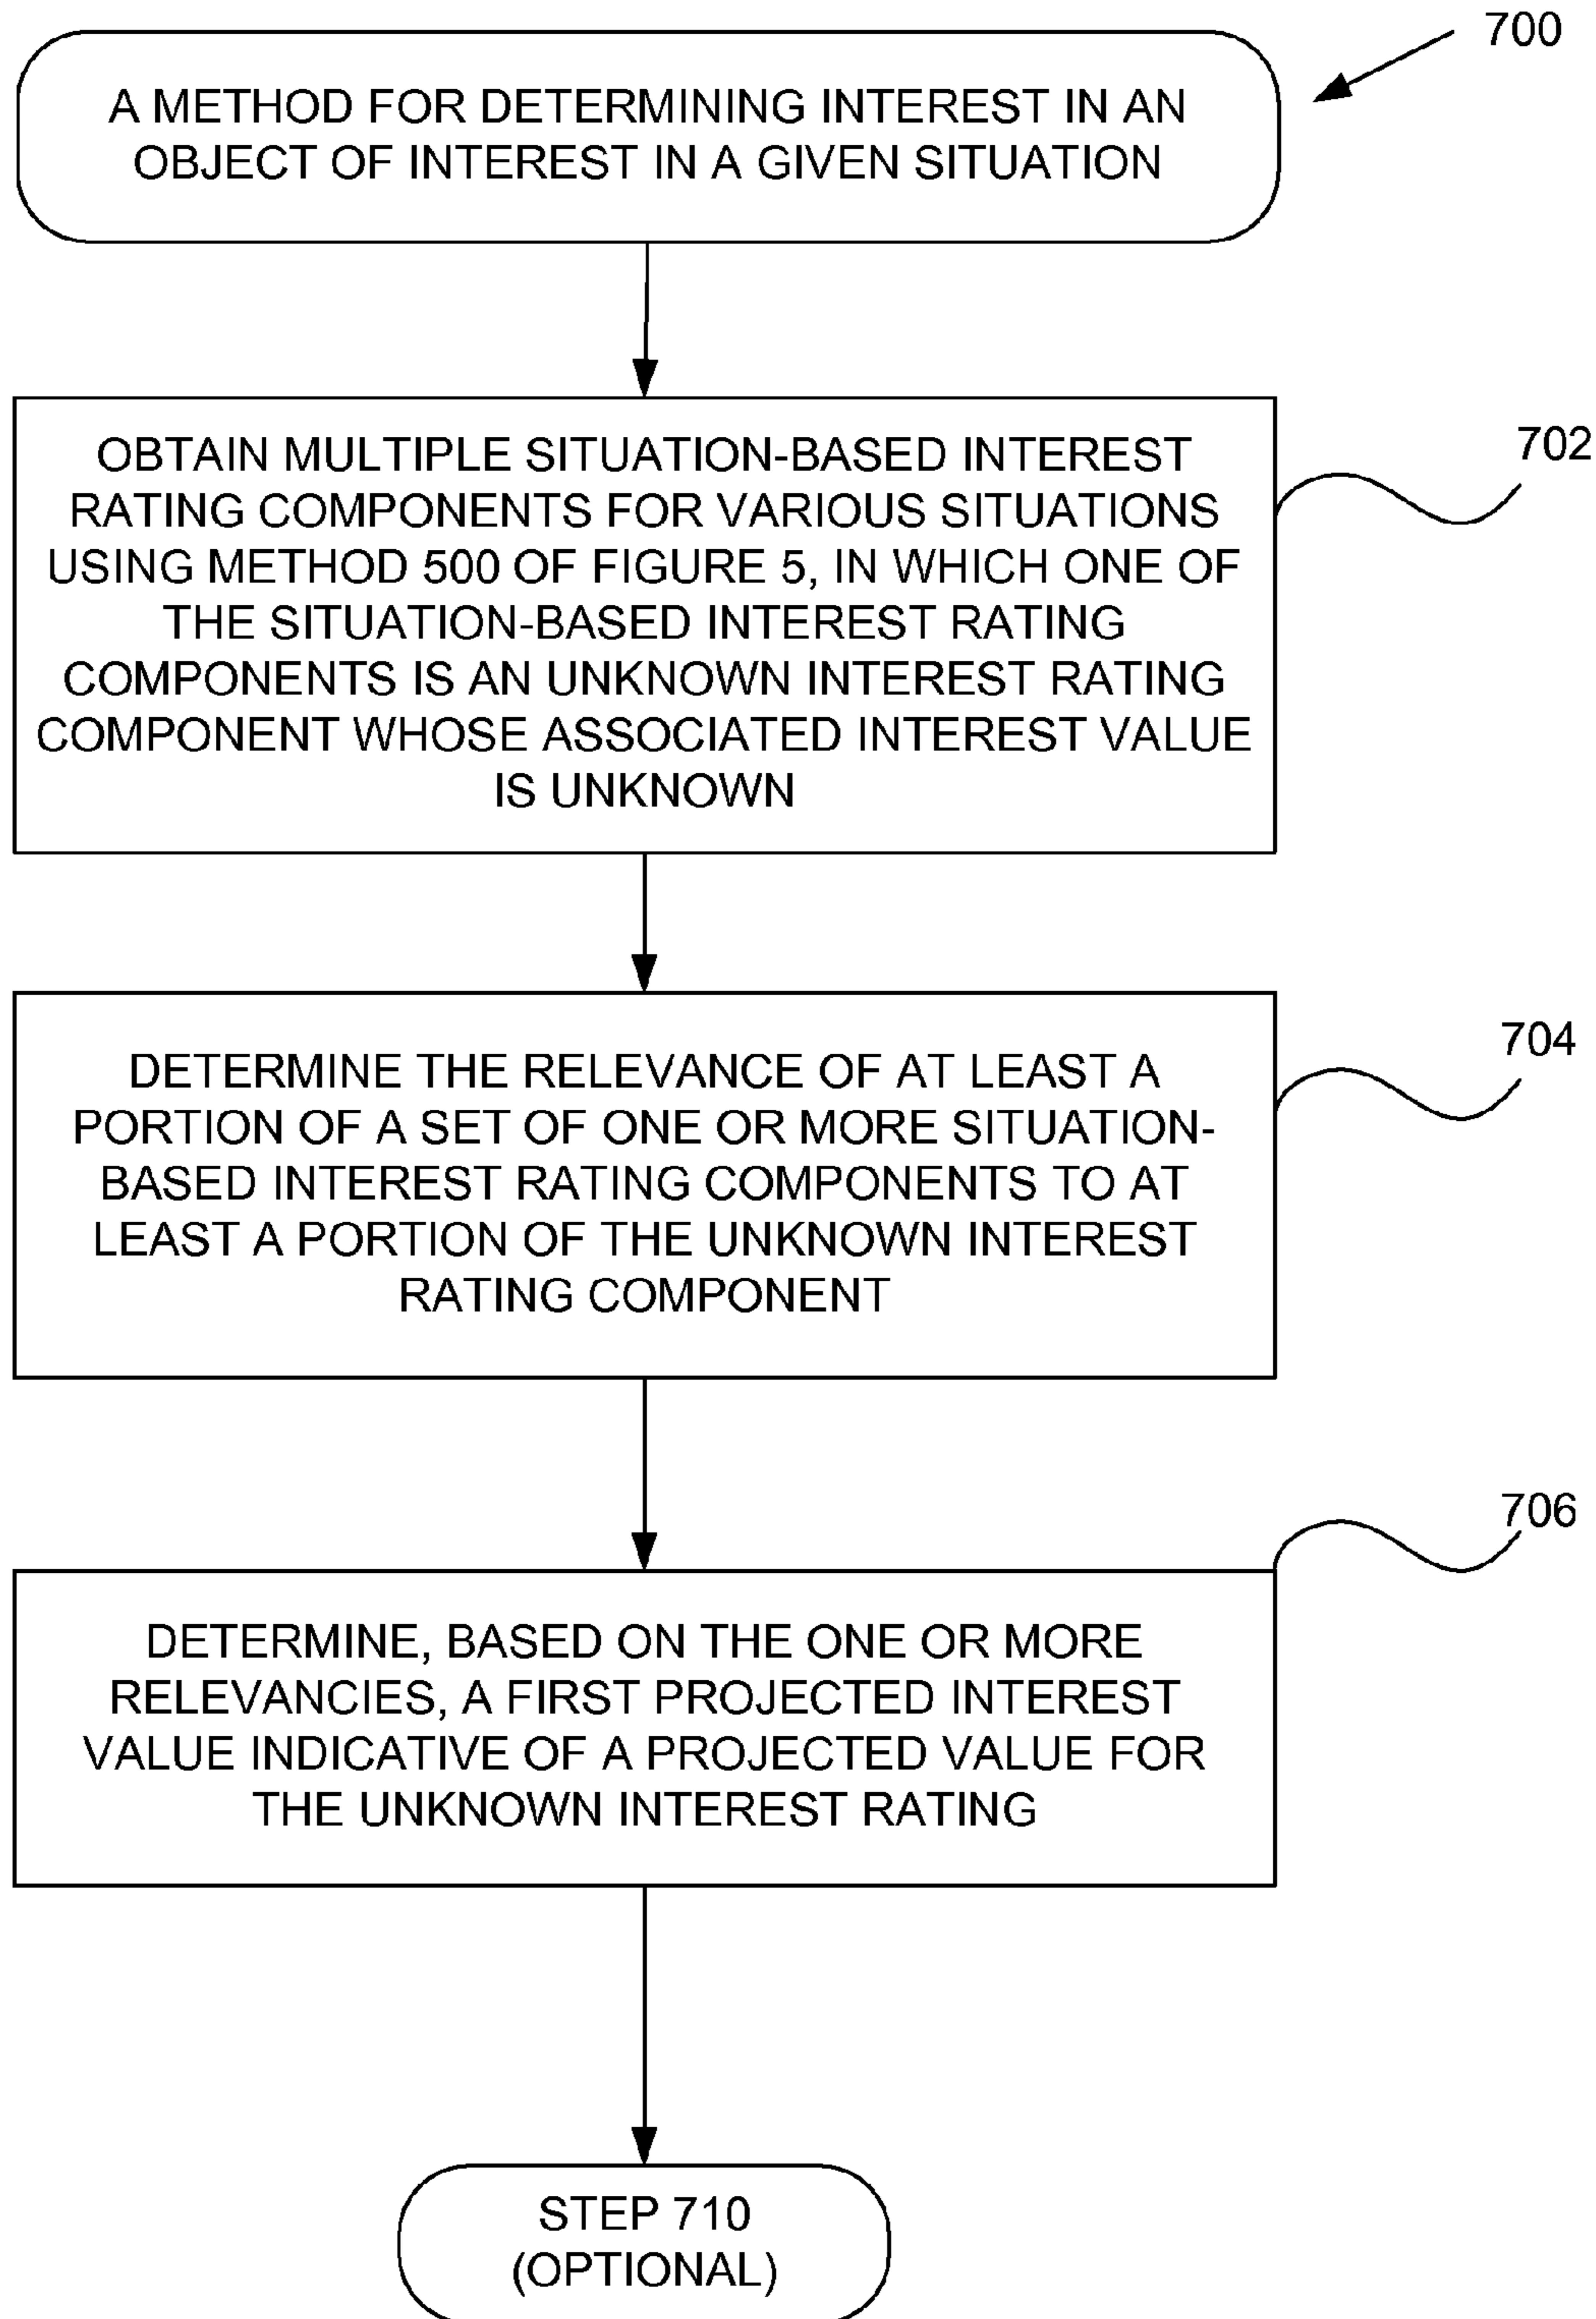 700
A METHOD FOR DETERMINING INTEREST IN AN
OBJECT OF INTEREST IN A GIVEN SITUATION
702
OBTAIN MULTIPLE SITUATION-BASED INTEREST
RATING COMPONENTS FOR VARIOUS SITUATIONS
USING METHOD 500 OF FIGURE 5, IN WHICH ONE OF
THE SITUATION-BASED INTEREST RATING
COMPONENTS IS AN UNKNOWN INTEREST RATING
COMPONENT WHOSE ASSOCIATED INTEREST VALUE
IS UNKNOWN
704
DETERMINE THE RELEVANCE OF AT LEAST A
PORTION OF A SET OF ONE OR MORE SITUATION-
BASED INTEREST RATING COMPONENTS TO AT
LEAST A PORTION OF THE UNKNOWN INTEREST
RATING COMPONENT
706
DETERMINE, BASED ON THE ONE OR MORE
RELEVANCIES, A FIRST PROJECTED INTEREST
VALUE INDICATIVE OF A PROJECTED VALUE FOR
THE UNKNOWN INTEREST RATING
STEP 710
(OPTIONAL)